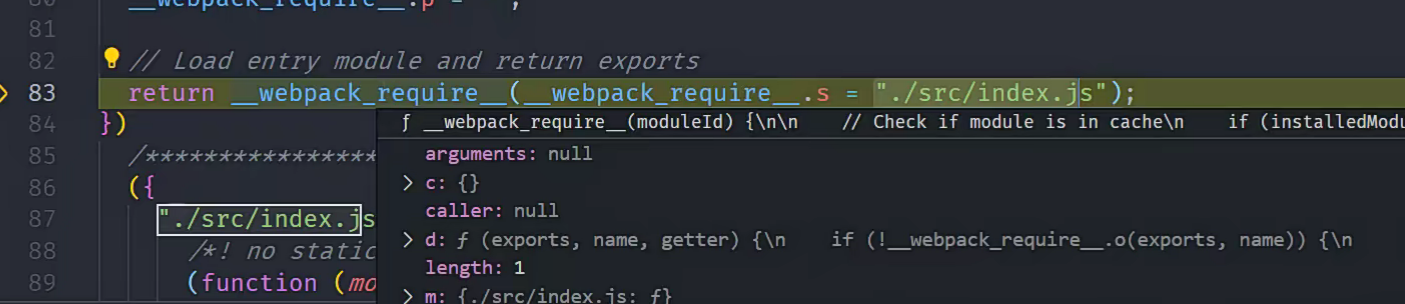 80 __webpack_require__.p = "";
81
82 // Load entry module and return exports
83 return __webpack_require__(__webpack_require__.s = "./src/index.js");
84 })
ƒ __webpack_require__(moduleId) {\n\n    // Check if module is in cache\n    if (installedModu
85 /****************
arguments: null
86 ({
> c: {}
87 "./src/index.js
caller: null
88 /*! no static
> d: ƒ (exports, name, getter) {\n    if (!__webpack_require__.o(exports, name)) {\n
89 (function (mo
length: 1
> m: {./src/index.js: ƒ}